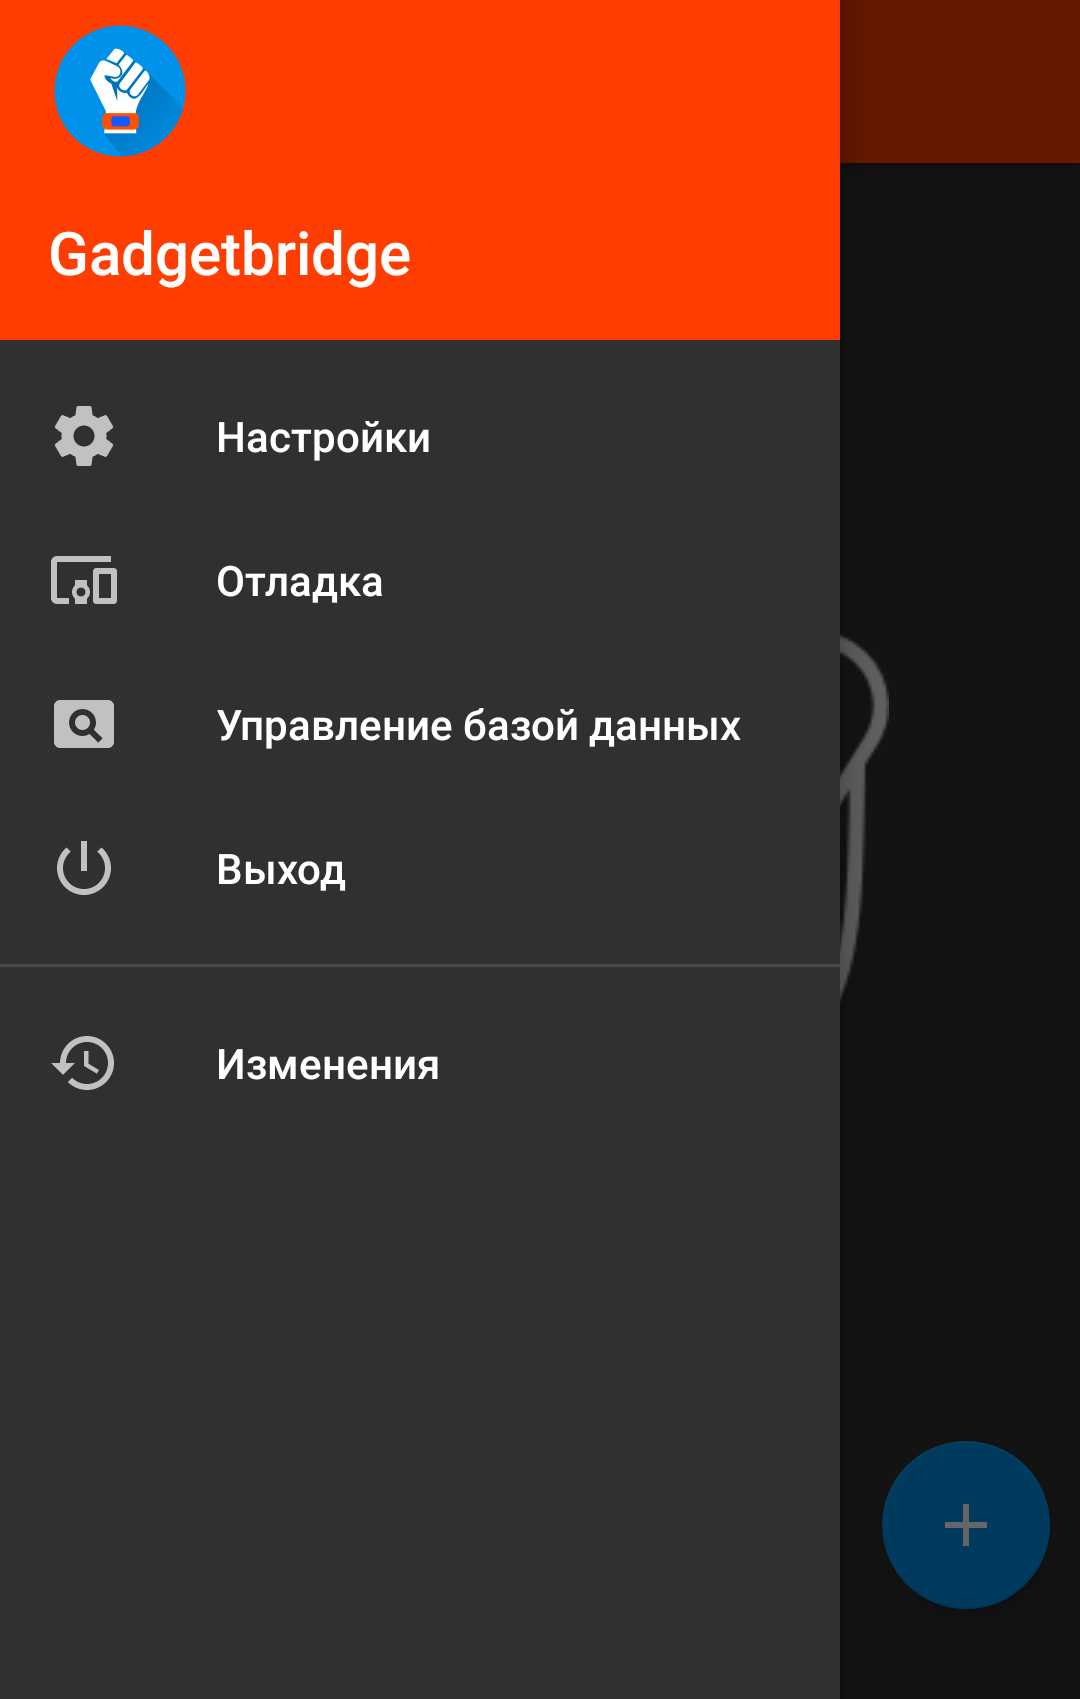 Gadgetbridge
Настройки
Отладка
Управление базой данных
Выход
Изменения